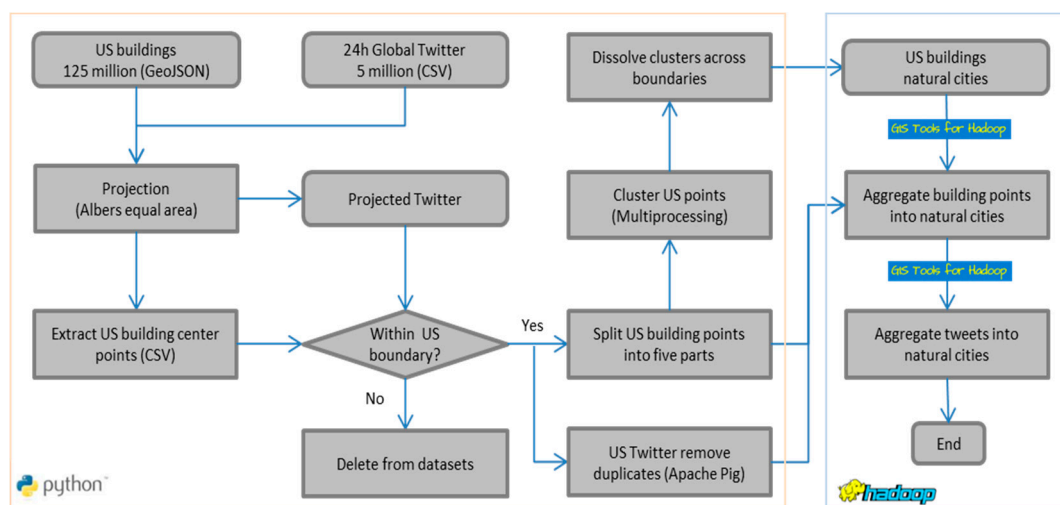 US buildings
125 million (GeoJSON)
24h Global Twitter
5 million (CSV)
Dissolve clusters across
boundaries
US buildings
natural cities
GIS Tools for Hadoop
Projection
(Albers equal area)
Projected Twitter
Cluster US points
(Multiprocessing)
Aggregate building points
into natural cities
GIS Tools for Hadoop
Extract US building center
points (CSV)
Within US
boundary?
Yes
Split US building points
into five parts
Aggregate tweets into
natural cities
No
Delete from datasets
US Twitter remove
duplicates (Apache Pig)
End
python™
hadoop